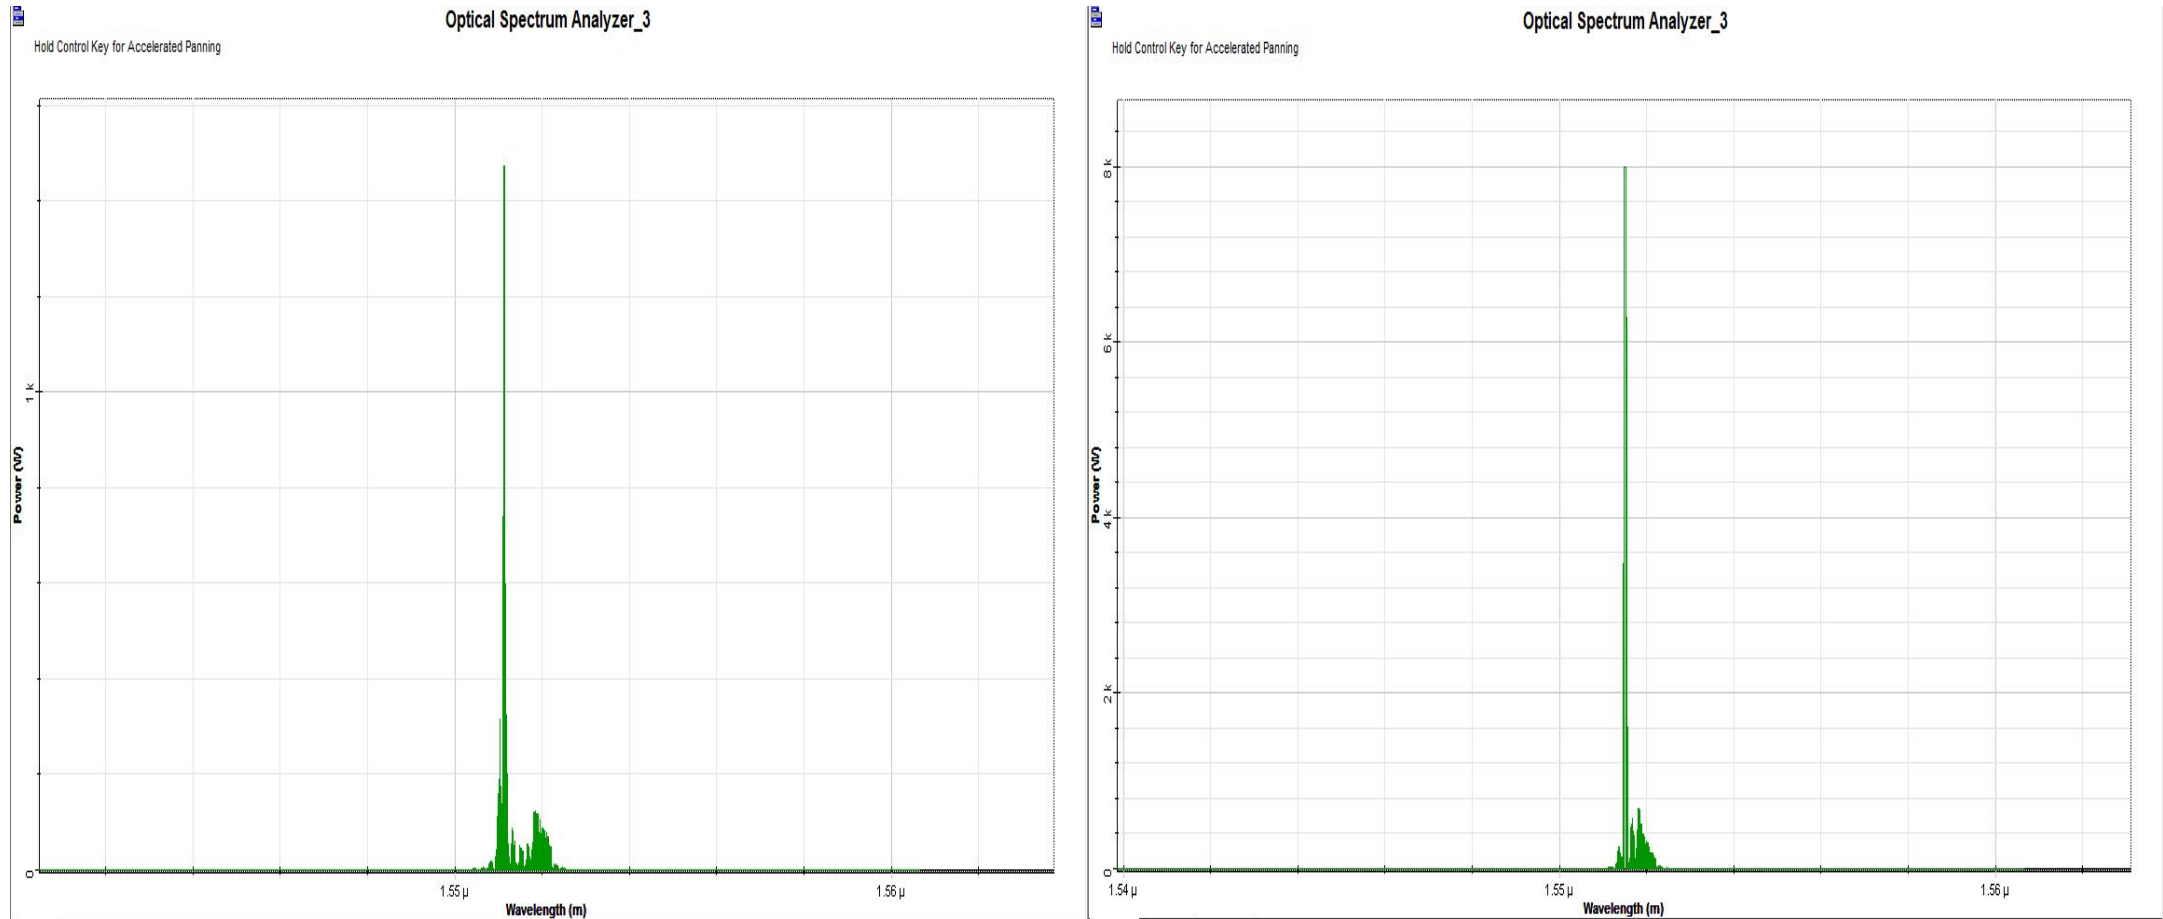 Optical Spectrum Analyzer_3
Hold Control Key for Accelerated Panning
Power (W)
1 k
0
1.55 µ
1.56 µ
Wavelength (m)
Optical Spectrum Analyzer_3
Hold Control Key for Accelerated Panning
Power (W)
8 k
6 k
4 k
2 k
0
1.54 µ
1.55 µ
1.56 µ
Wavelength (m)